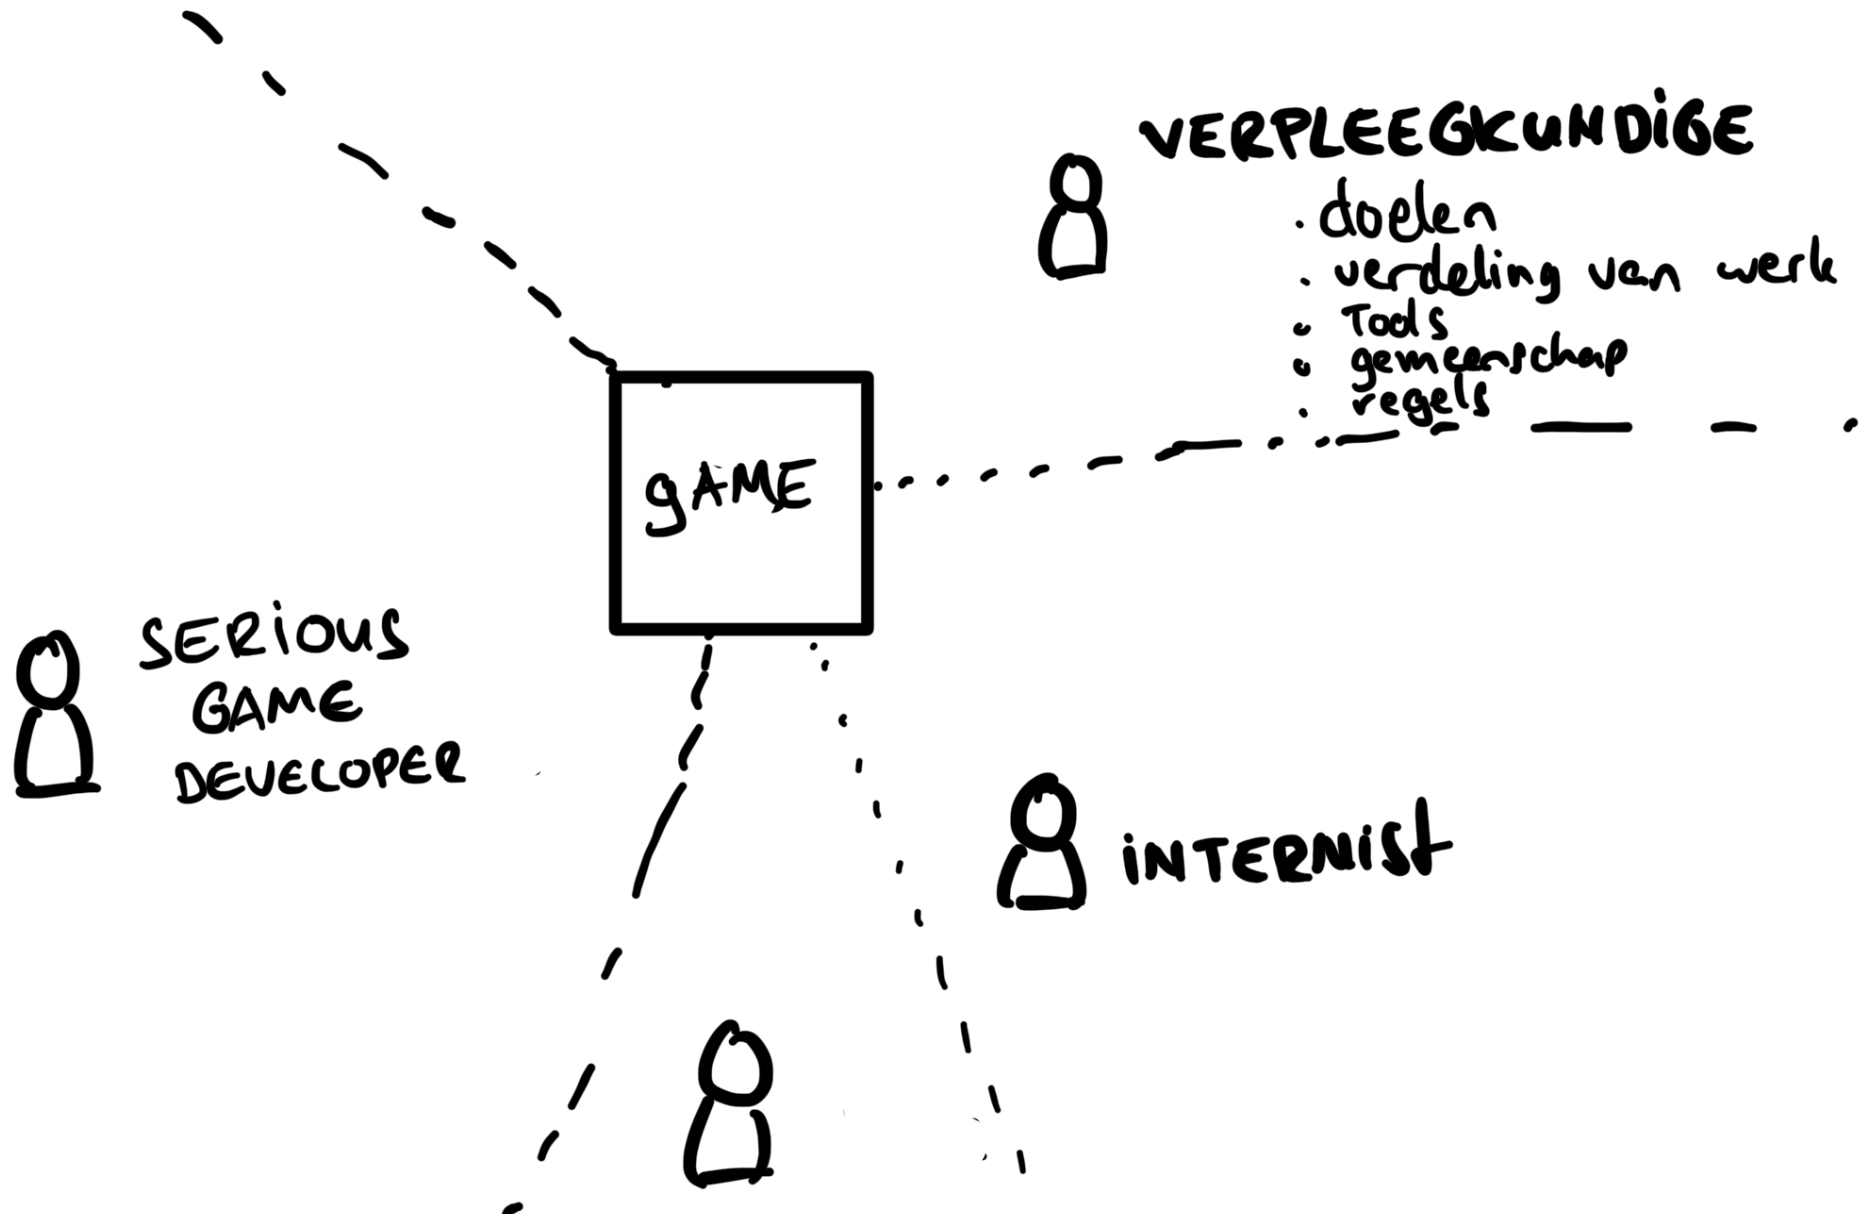 VERPLEEGKUNDIGE
. doelen
. verdeling van werk
. Tools
. gemeenschap
. regels
gAME
SERiOUS
GAME
DEVELOPER
iNTERNiSt